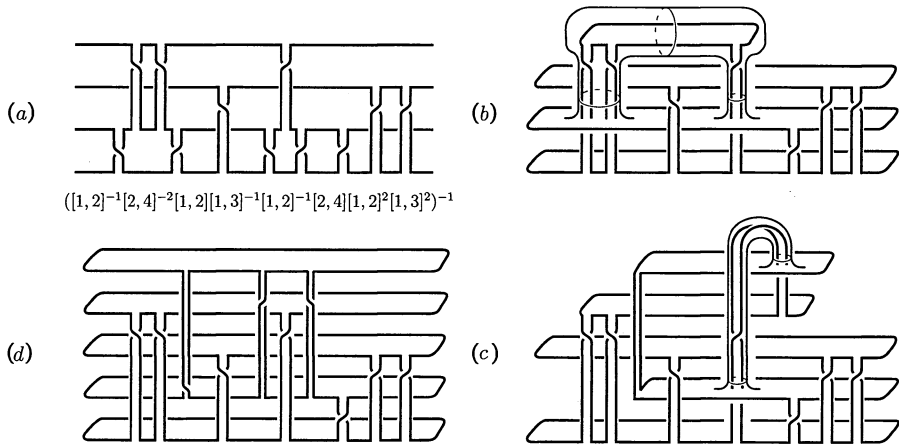 (a)
(b)
([1, 2]⁻¹[2, 4]⁻²[1, 2][1, 3]⁻¹[1, 2]⁻¹[2, 4][1, 2]²[1, 3]²)⁻¹
(d)
(c)